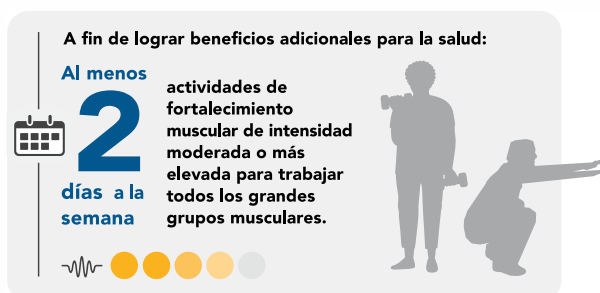 A fin de lograr beneficios adicionales para la salud:
Al menos
2
días a la
semana
actividades de
fortalecimiento
muscular de intensidad
moderada o más
elevada para trabajar
todos los grandes
grupos musculares.